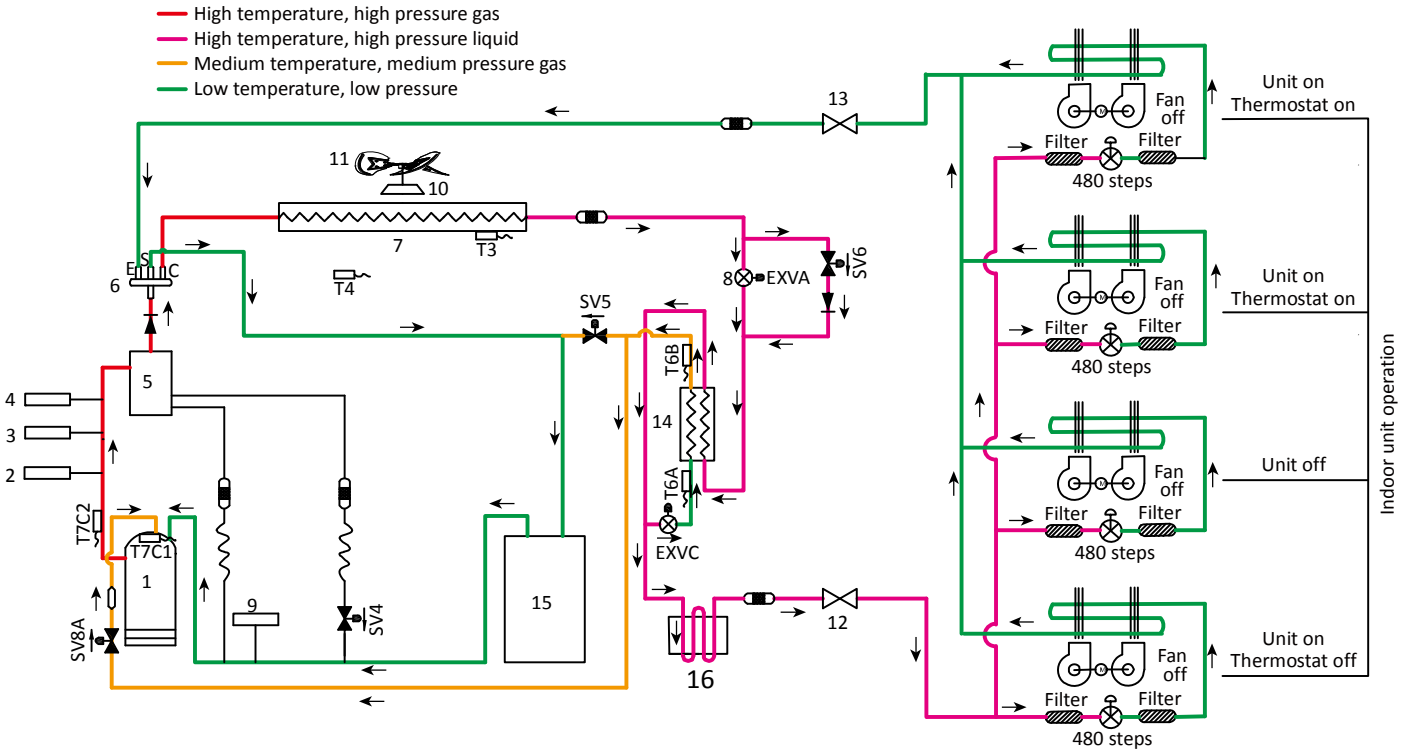 High temperature, high pressure gas
High temperature, high pressure liquid
Medium temperature, medium pressure gas
Low temperature, low pressure
13
11
10
7
T3
T4
E
S
C
6
8
EXVA
SV6
SV5
T6B
14
T6A
EXVC
5
4
3
2
T7C2
T7C1
1
SV8A
9
SV4
15
16
12
Fan
off
Filter
Filter
480 steps
Unit on
Thermostat on
M
Fan
off
Filter
Filter
480 steps
Unit on
Thermostat on
M
Fan
off
Filter
Filter
480 steps
Unit off
M
Fan
off
Filter
Filter
480 steps
Unit on
Thermostat off
M
Indoor unit operation